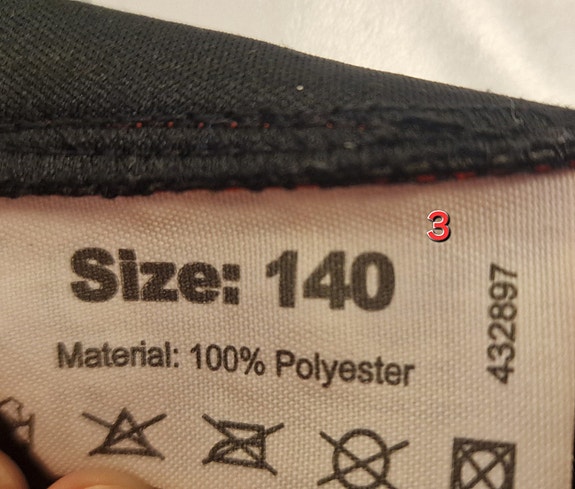 3
Size: 140
432897
Material: 100% Polyester